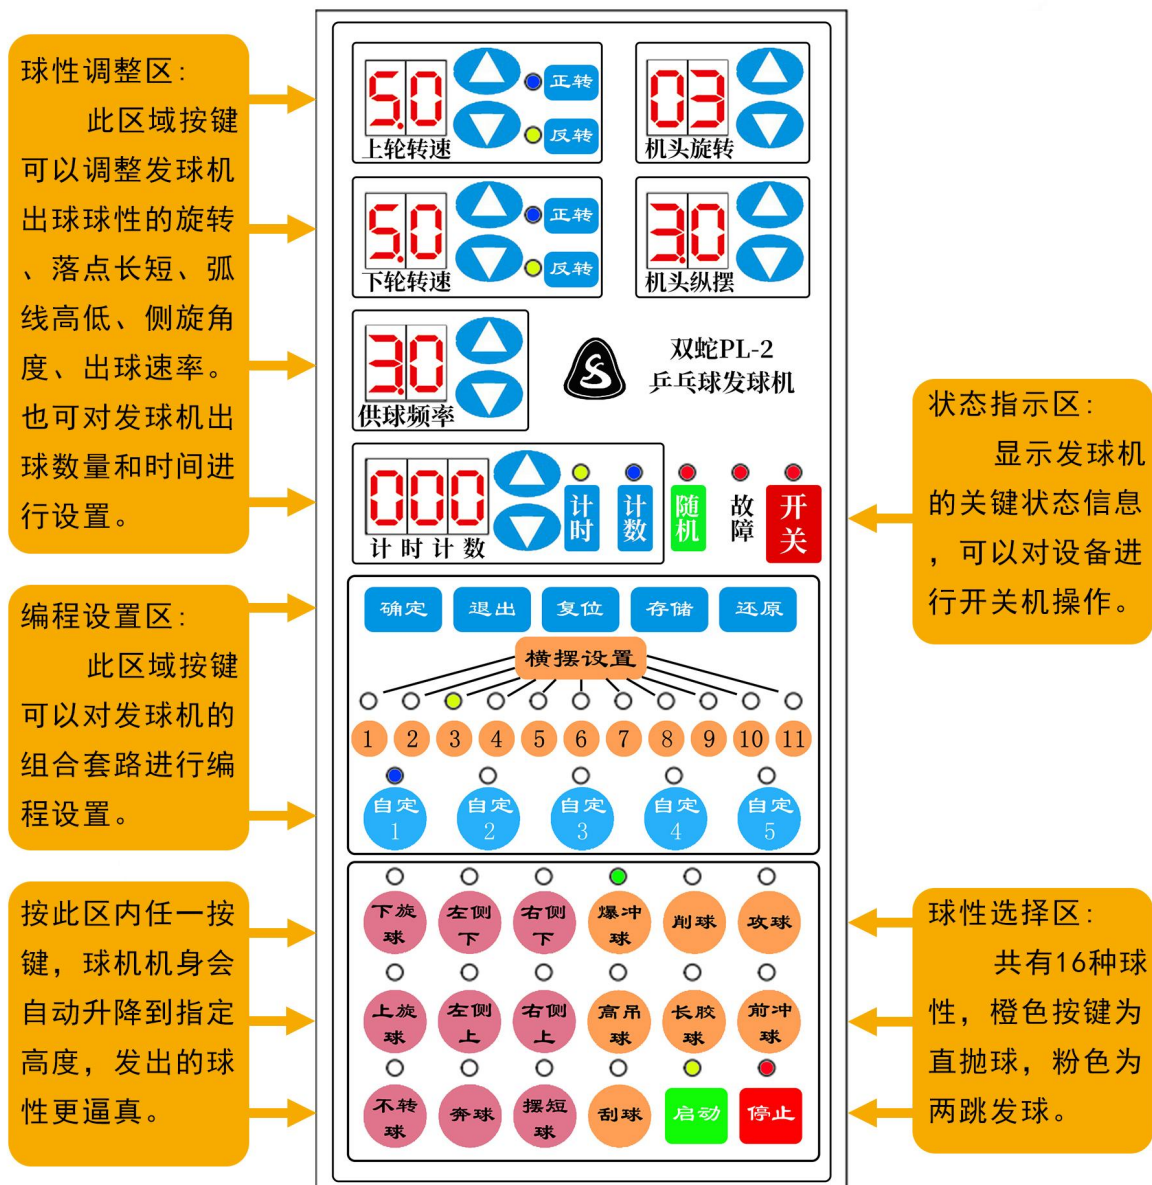 球性调整区:
此区域按键
可以调整发球机
出球球性的旋转
、落点长短、弧
线高低、侧旋角
度、出球速率。
也可对发球机出
球数量和时间进
行设置。
编程设置区:
此区域按键
可以对发球机的
组合套路进行编
程设置。
按此区内任一按
键，球机机身会
自动升降到指定
高度，发出的球
性更逼真。
5.0
上轮转速
正转
反转
03
机头旋转
5.0
下轮转速
正转
反转
3.0
机头纵摆
3.0
供球频率
S
双蛇PL-2
乒乓球发球机
000
计时计数
计时
计数
随机
故障
开关
确定 退出 复位 存储 还原
横摆设置
1 2 3 4 5 6 7 8 9 10 11
自定1 自定2 自定3 自定4 自定5
下旋球 左侧下 右侧下 爆冲球 削球 攻球
上旋球 左侧上 右侧上 高吊球 长胶球 前冲球
不转球 奔球 摆短球 刮球 启动 停止
状态指示区:
显示发球机
的关键状态信息
，可以对设备进
行开关机操作。
球性选择区:
共有16种球
性，橙色按键为
直抛球，粉色为
两跳发球。